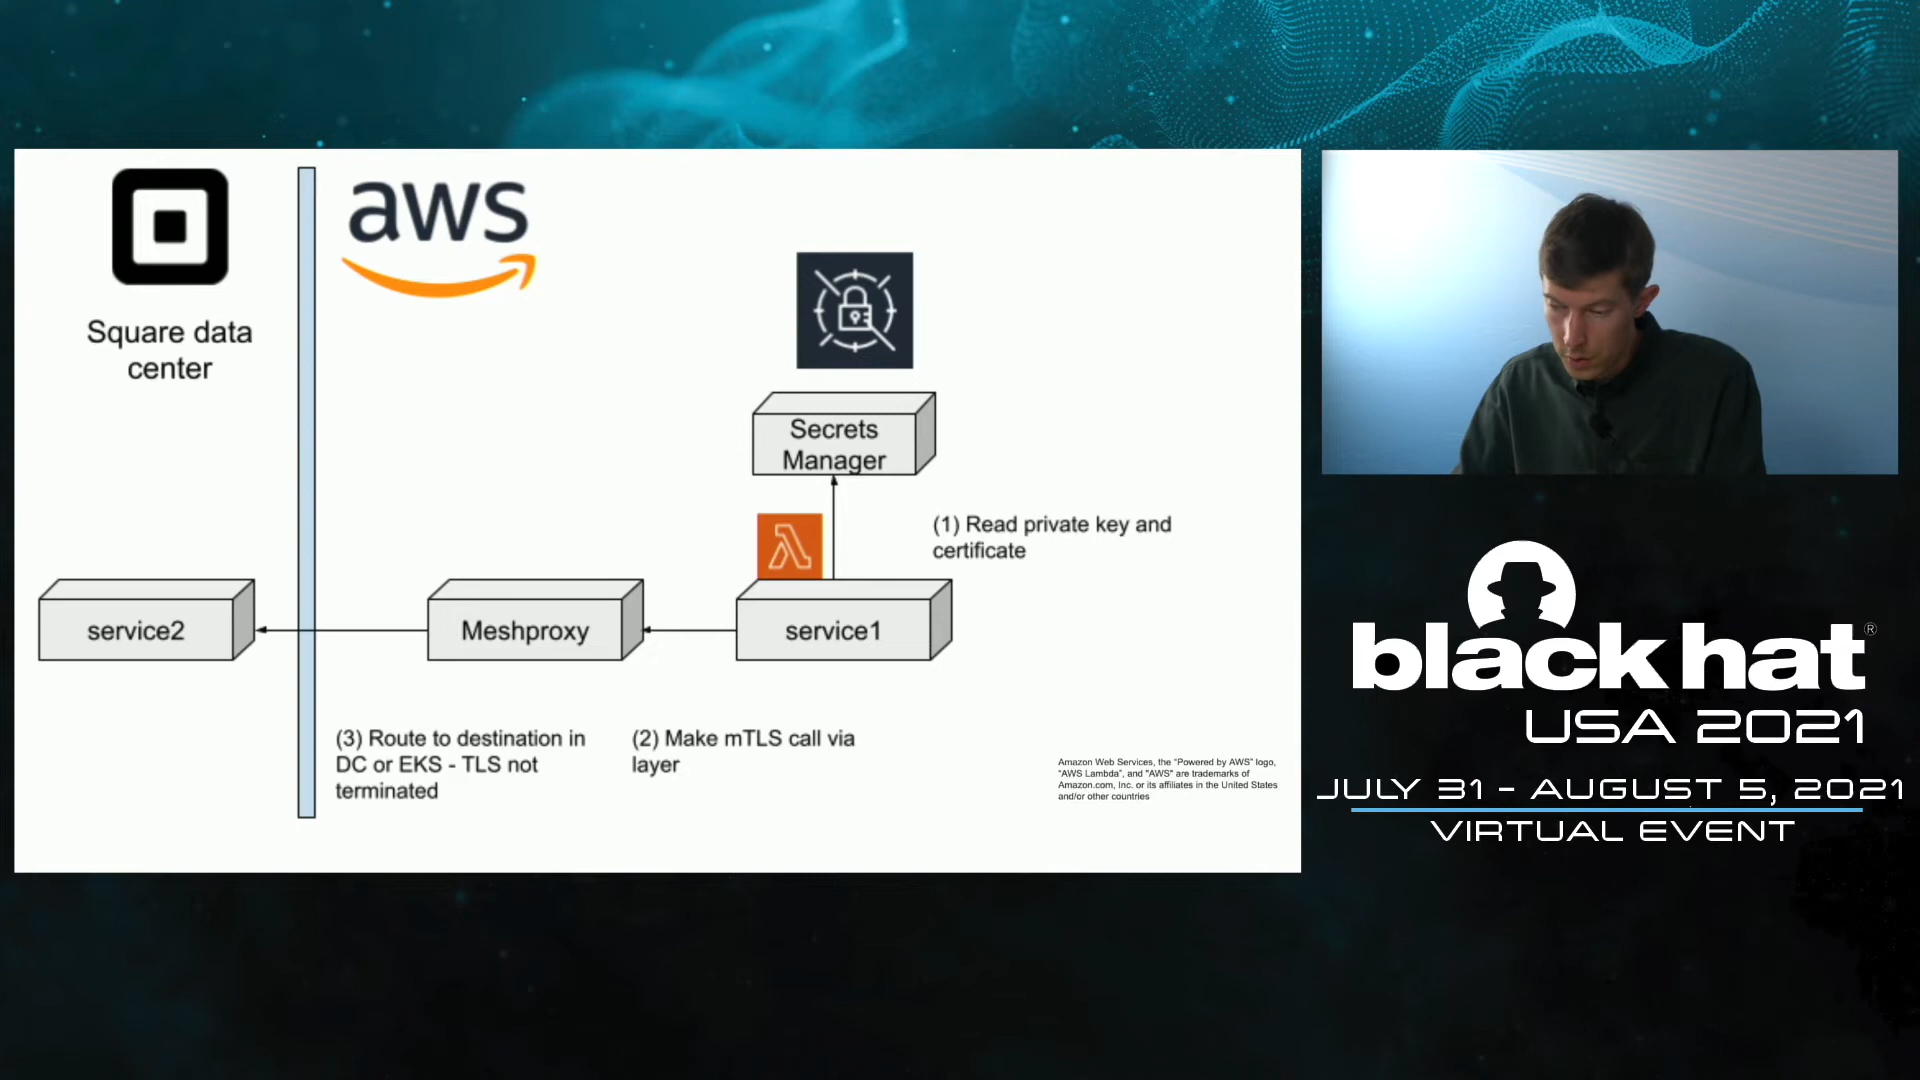 aws
Square data
center
Secrets
Manager
(1) Read private key and
certificate
service2
Meshproxy
service1
(3) Route to destination in
DC or EKS - TLS not
terminated
(2) Make mTLS call via
layer
Amazon Web Services, the "Powered by AWS" logo,
"AWS Lambda", and "AWS" are trademarks of
Amazon.com, Inc. or its affiliates in the United States
and/or other countries
black hat®
USA 2021
JULY 31 - AUGUST 5, 2021
VIRTUAL EVENT